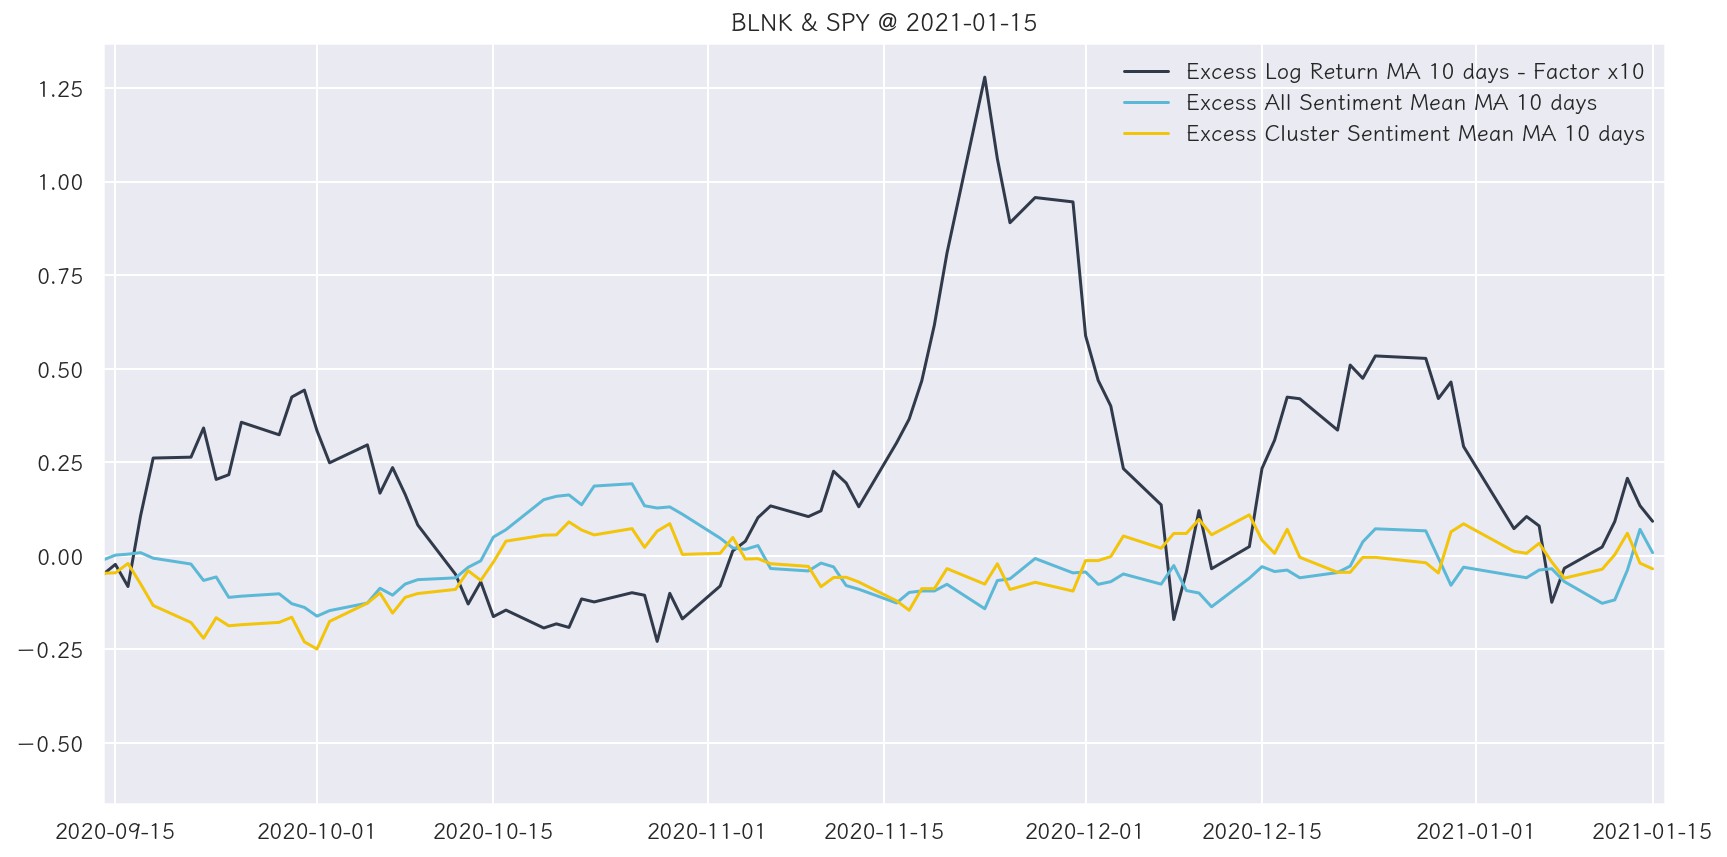 BLNK & SPY @ 2021-01-15
Excess Log Return MA 10 days - Factor x10
Excess All Sentiment Mean MA 10 days
Excess Cluster Sentiment Mean MA 10 days
1.25
1.00
0.75
0.50
0.25
0.00
−0.25
−0.50
2020-09-15 2020-10-01 2020-10-15 2020-11-01 2020-11-15 2020-12-01 2020-12-15 2021-01-01 2021-01-15